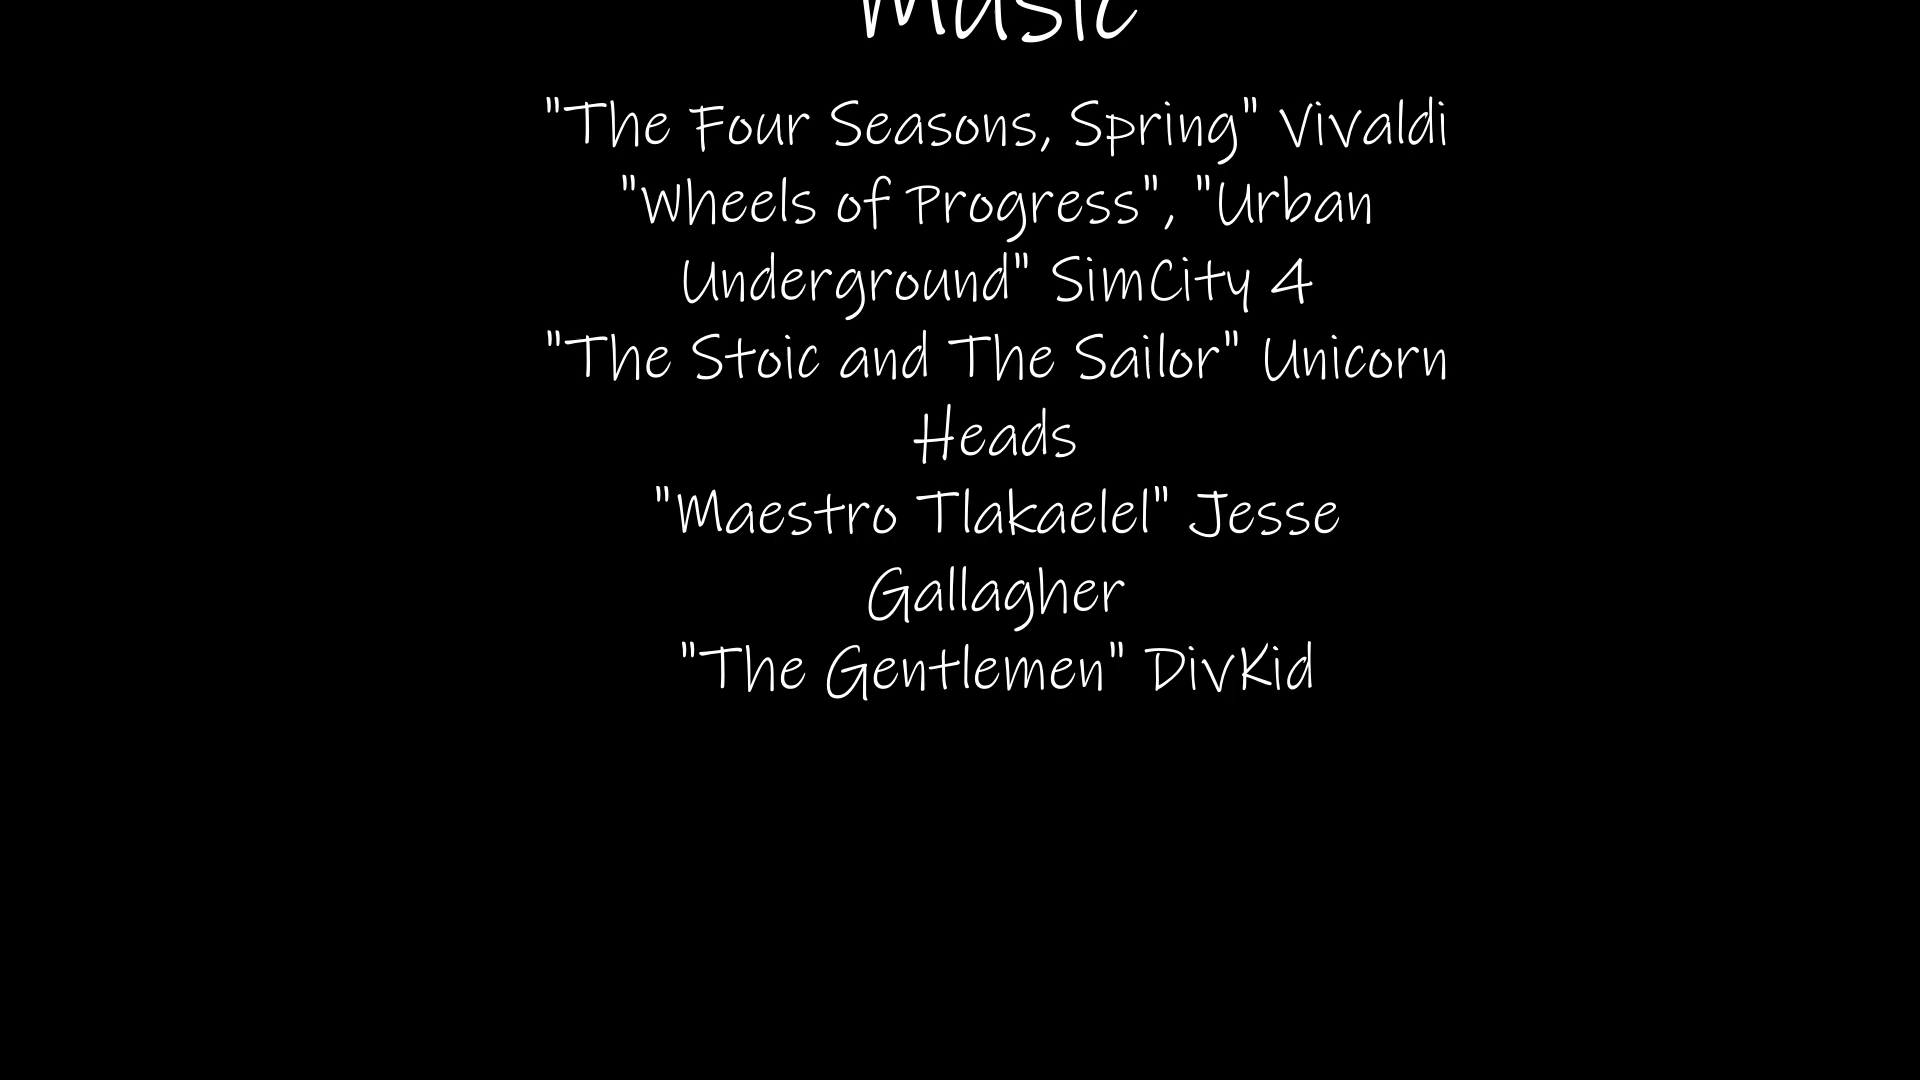 Music
"The Four Seasons, Spring" Vivaldi
"Wheels of Progress", "Urban
Underground" SimCity 4
"The Stoic and The Sailor" Unicorn
Heads
"Maestro Tlakaelel" Jesse
Gallagher
"The Gentlemen" DivKid